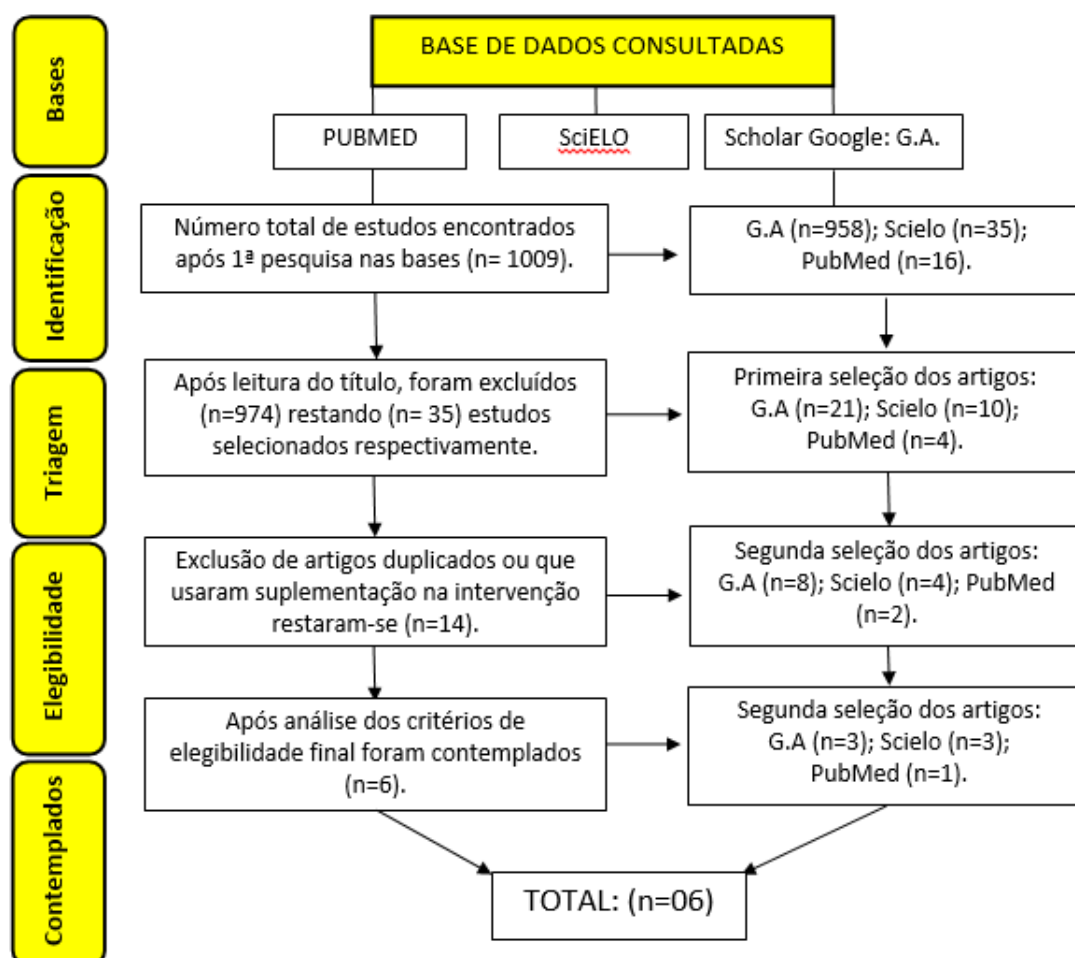 BASE DE DADOS CONSULTADAS
Bases
PUBMED
SciELO
Scholar Google: G.A.
Identificação
Número total de estudos encontrados
após 1ª pesquisa nas bases (n= 1009).
G.A (n=958); Scielo (n=35);
PubMed (n=16).
Triagem
Após leitura do título, foram excluídos
(n=974) restando (n= 35) estudos
selecionados respectivamente.
Primeira seleção dos artigos:
G.A (n=21); Scielo (n=10);
PubMed (n=4).
Elegibilidade
Exclusão de artigos duplicados ou que
usaram suplementação na intervenção
restaram-se (n=14).
Segunda seleção dos artigos:
G.A (n=8); Scielo (n=4); PubMed
(n=2).
Após análise dos critérios de
elegibilidade final foram contemplados
(n=6).
Segunda seleção dos artigos:
G.A (n=3); Scielo (n=3);
PubMed (n=1).
Contemplados
TOTAL: (n=06)